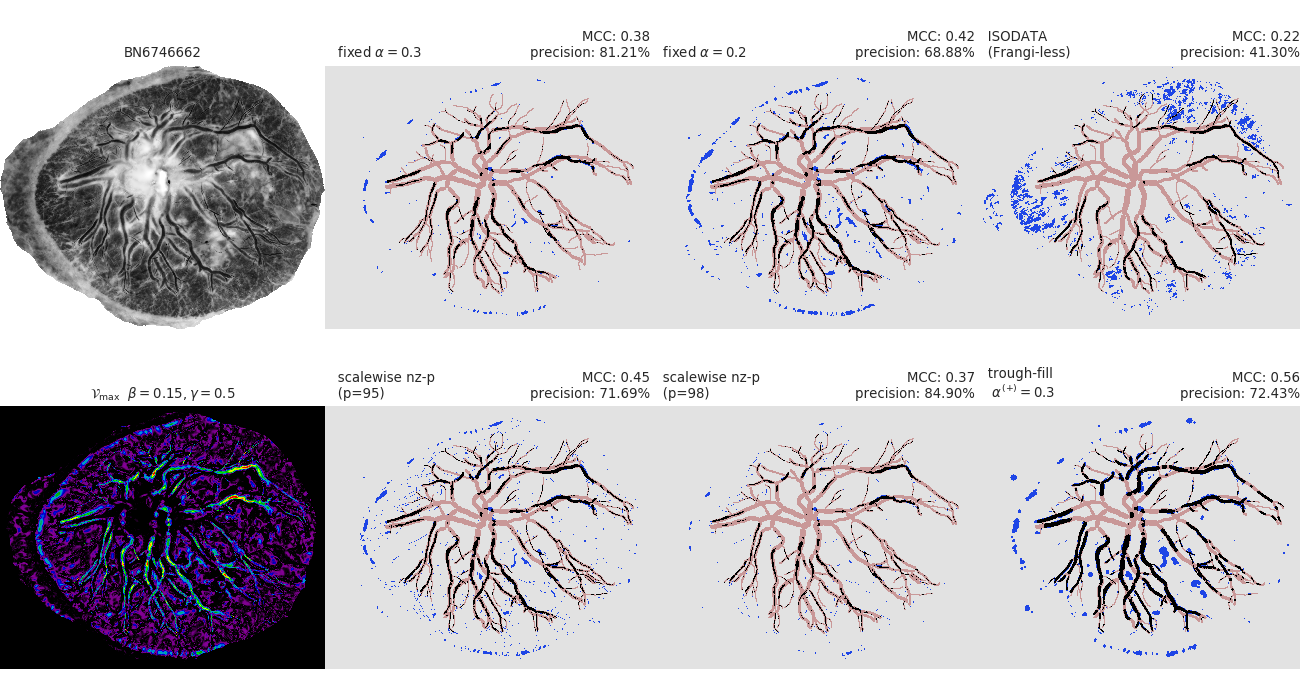 BN6746662
fixed α = 0.3
MCC: 0.38
precision: 81.21%
fixed α = 0.2
MCC: 0.42
precision: 68.88%
ISODATA
(Frangi-less)
MCC: 0.22
precision: 41.30%
𝒱max β = 0.15, γ = 0.5
scalewise nz-p
(p=95)
MCC: 0.45
precision: 71.69%
scalewise nz-p
(p=98)
MCC: 0.37
precision: 84.90%
trough-fill
α(+) = 0.3
MCC: 0.56
precision: 72.43%